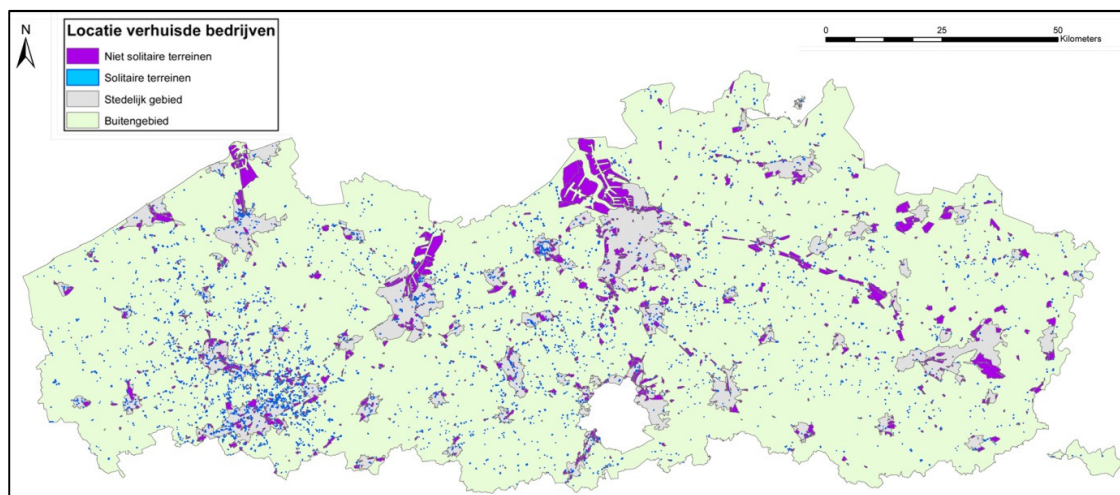 N
Locatie verhuisde bedrijven
Niet solitaire terreinen
Solitaire terreinen
Stedelijk gebied
Buitengebied
0 25 50
Kilometers